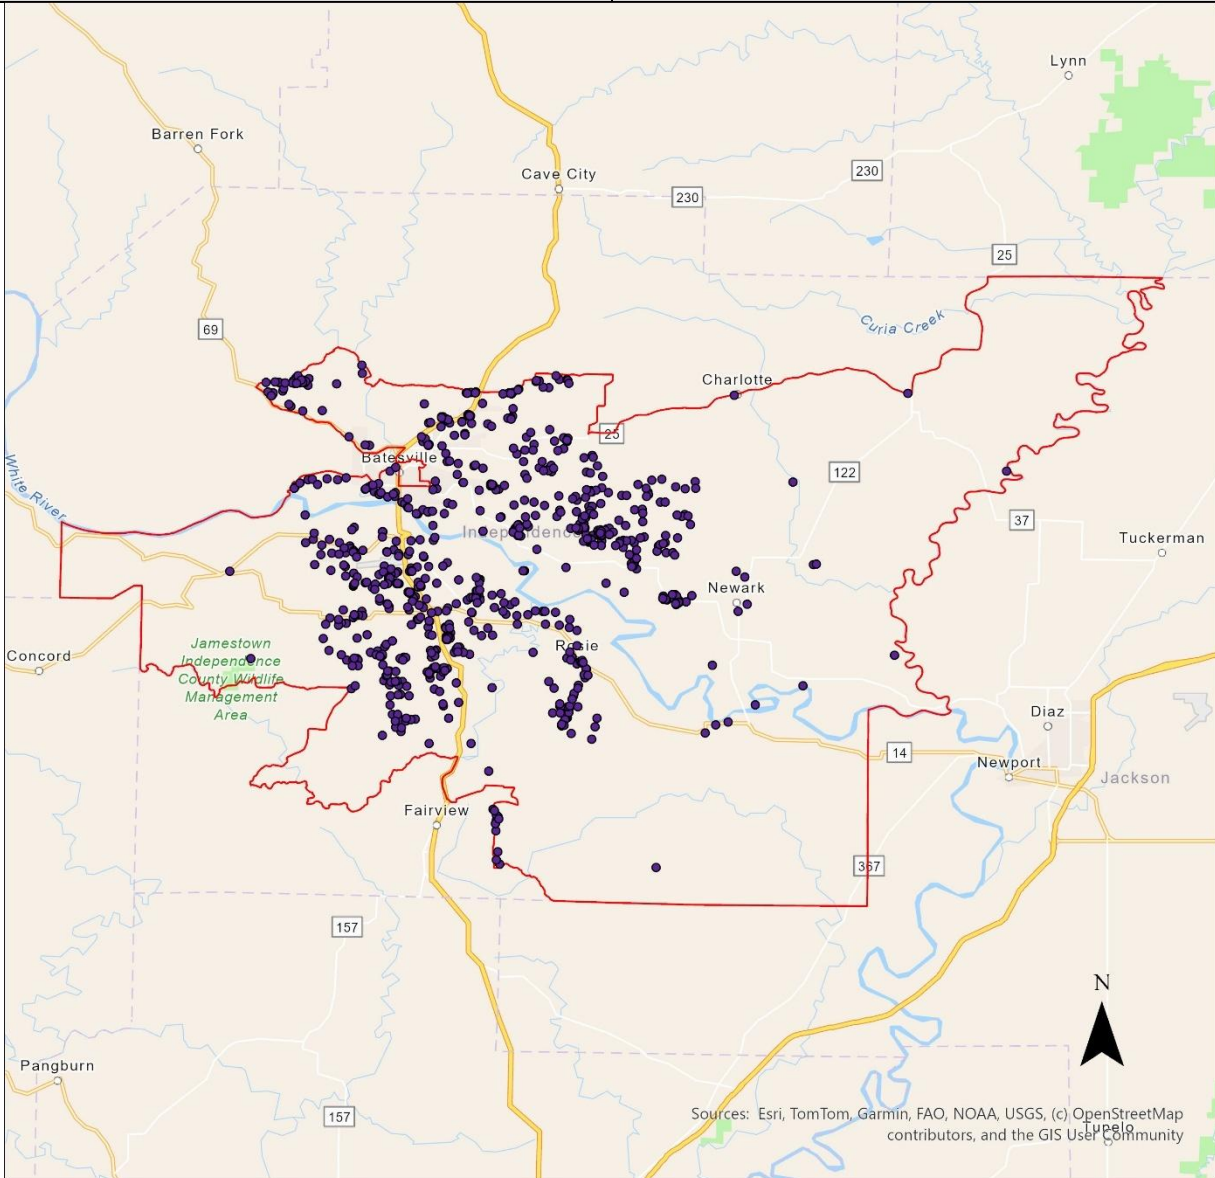 Lynn
Barren Fork
Cave City
230
230
25
69
Curia Creek
Charlotte
25
Batesville
122
White River
37
Independence
Tuckerman
Newark
Rosie
Jamestown
Independence
County Wildlife
Management
Area
Concord
Diaz
14
Newport
Jackson
Fairview
367
157
N
Pangburn
157
Sources: Esri, TomTom, Garmin, FAO, NOAA, USGS, (c) OpenStreetMap
contributors, and the GIS User Community
Tupelo